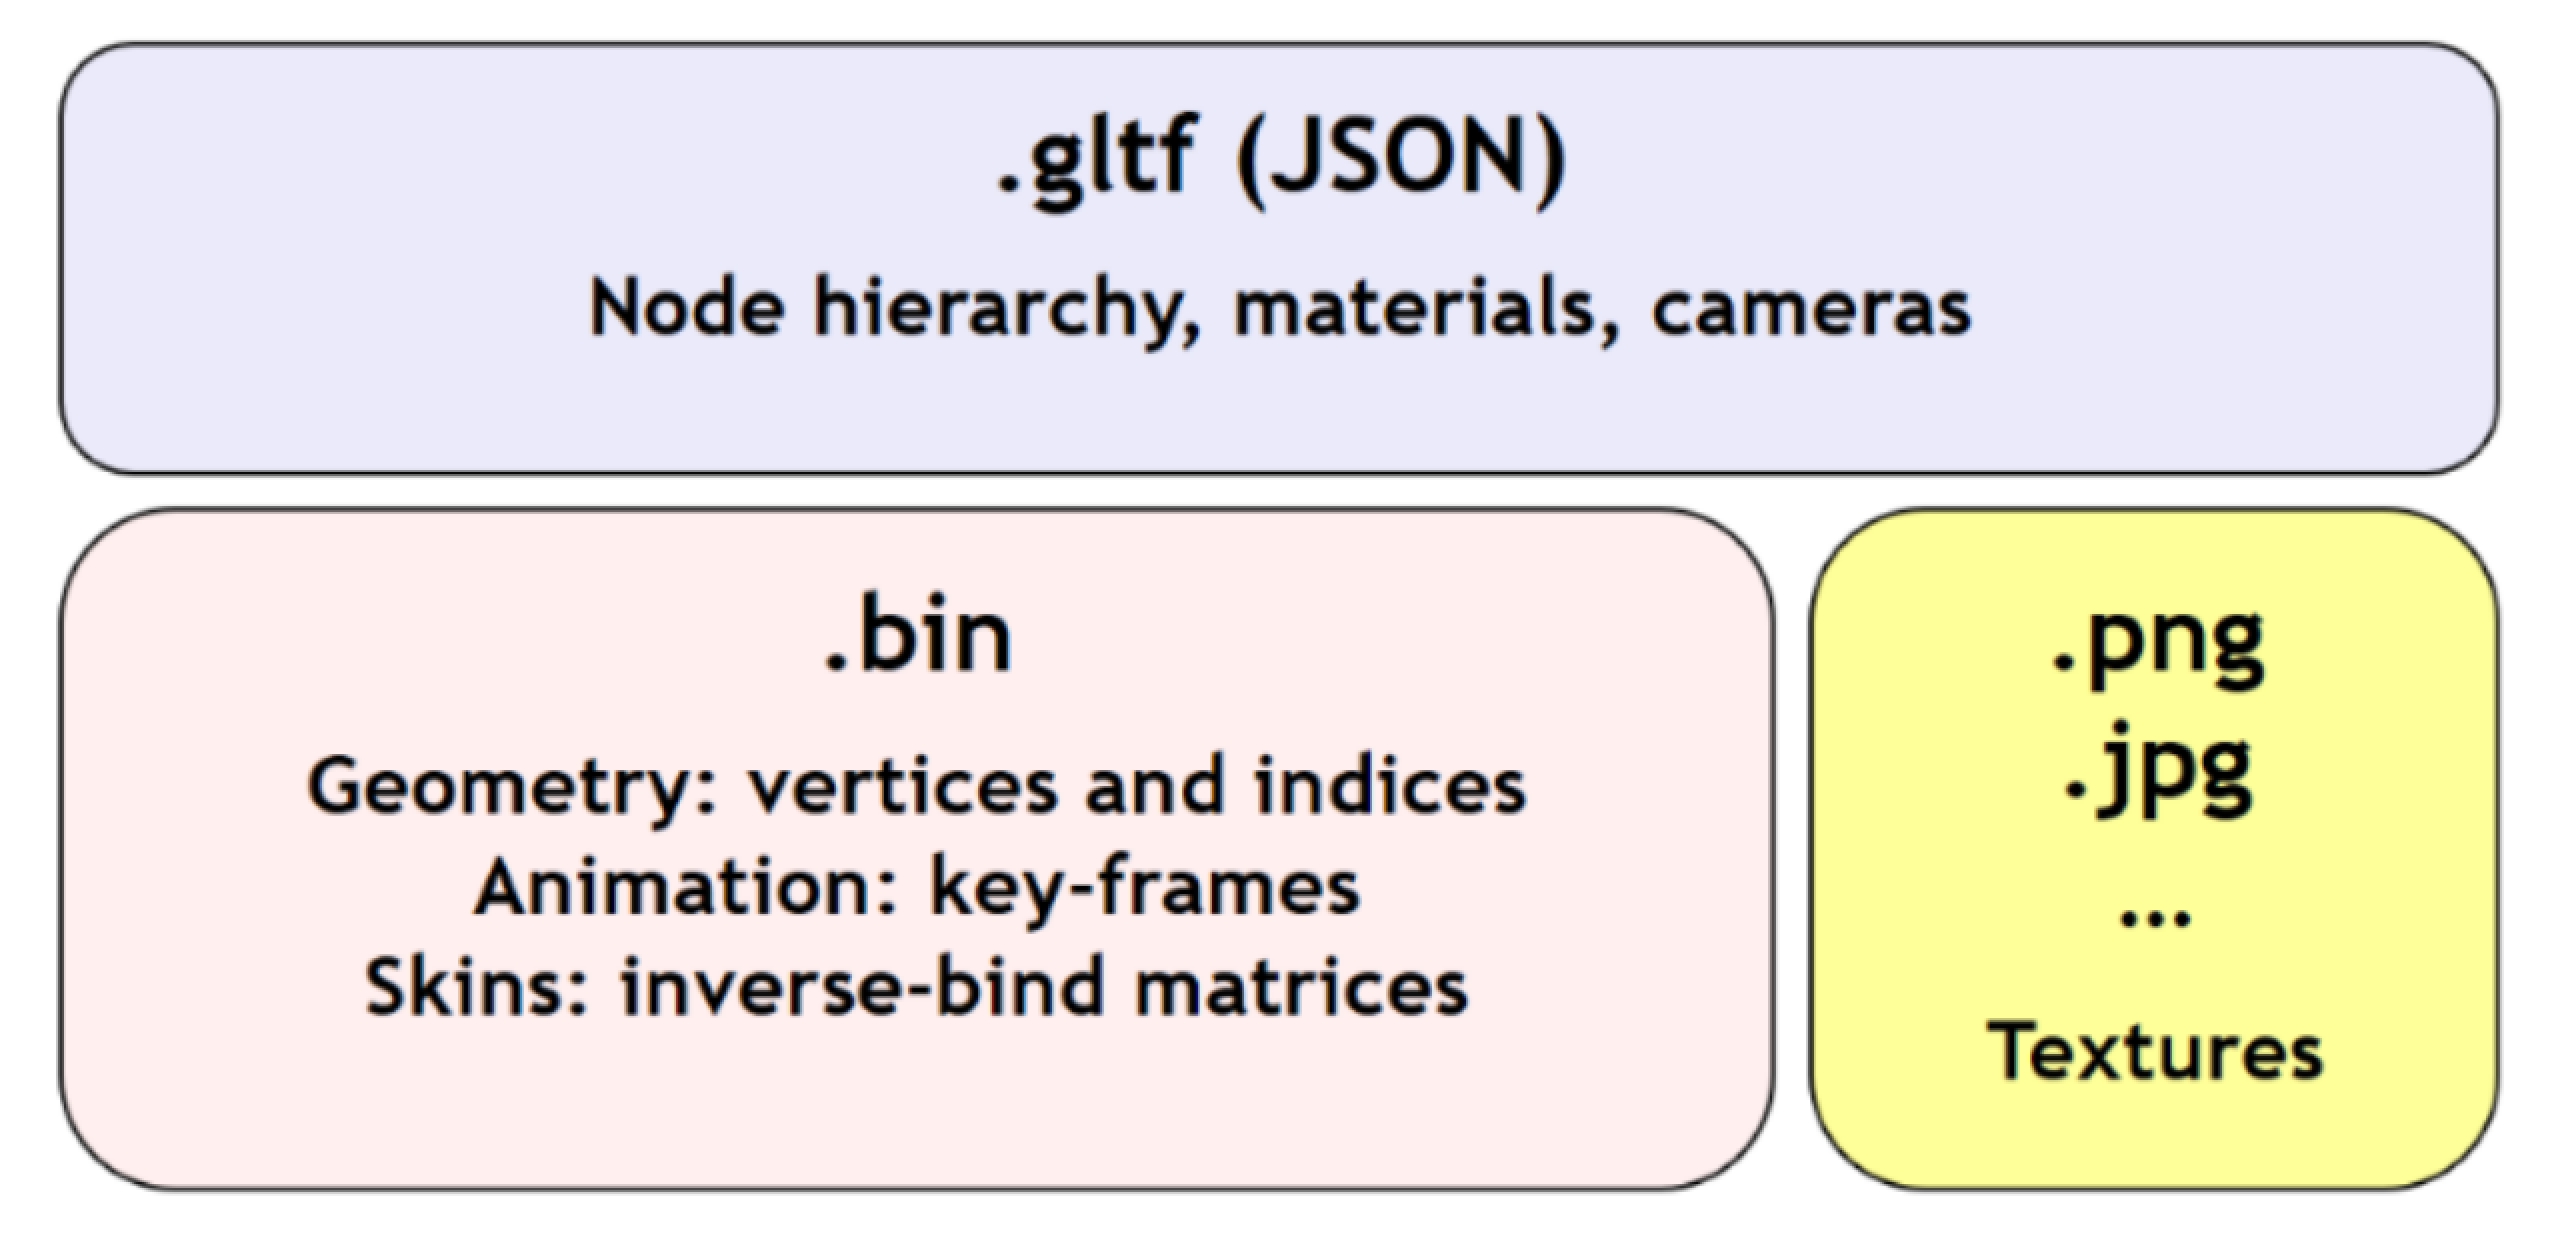 .gltf (JSON)
Node hierarchy, materials, cameras
.bin
Geometry: vertices and indices
Animation: key-frames
Skins: inverse-bind matrices
.png
.jpg
...
Textures